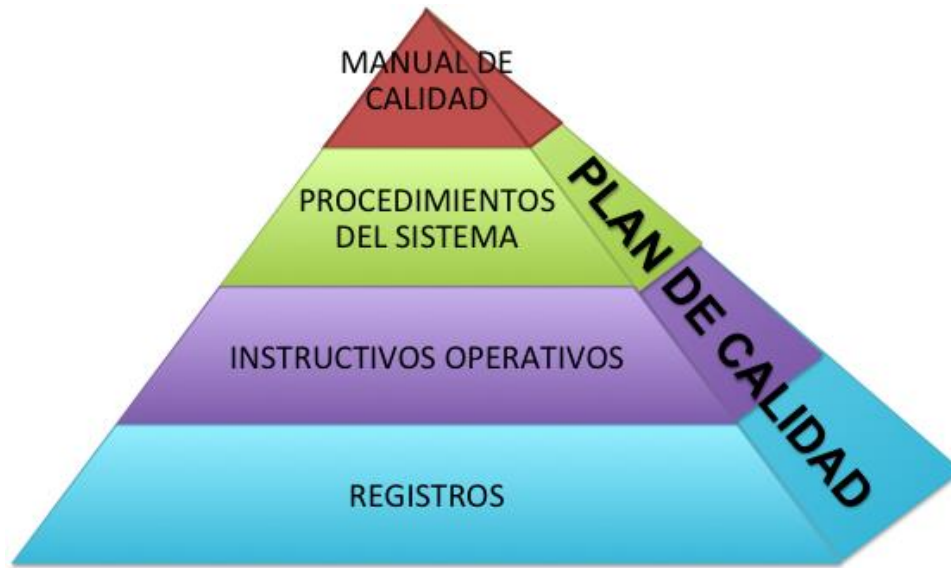 MANUAL DE
CALIDAD
PROCEDIMIENTOS
DEL SISTEMA
INSTRUCTIVOS OPERATIVOS
REGISTROS
PLAN DE CALIDAD